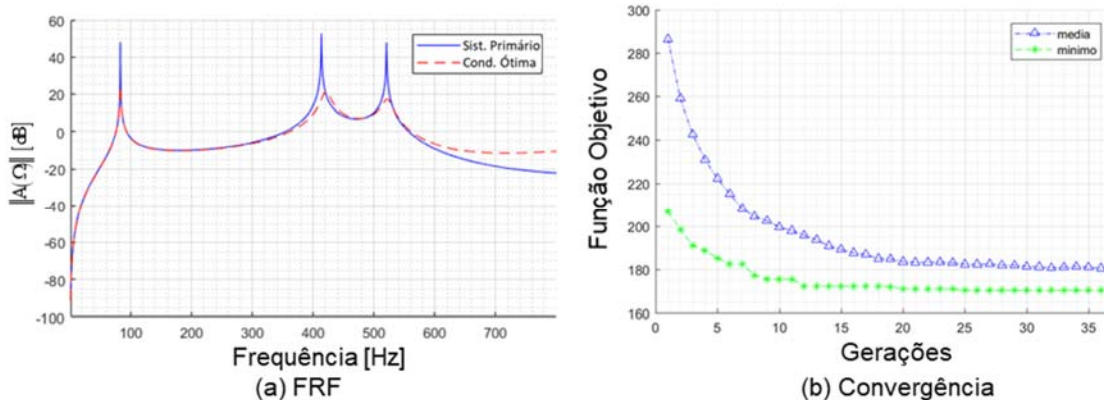 60
40
20
0
-20
-40
-60
-80
-100
||A(Ω)|| [dB]
Sist. Primário
Cond. Ótima
100 200 300 400 500 600 700
Frequência [Hz]
(a) FRF
300
280
260
240
220
200
180
160
Função Objetivo
media
minimo
0 5 10 15 20 25 30 35
Gerações
(b) Convergência